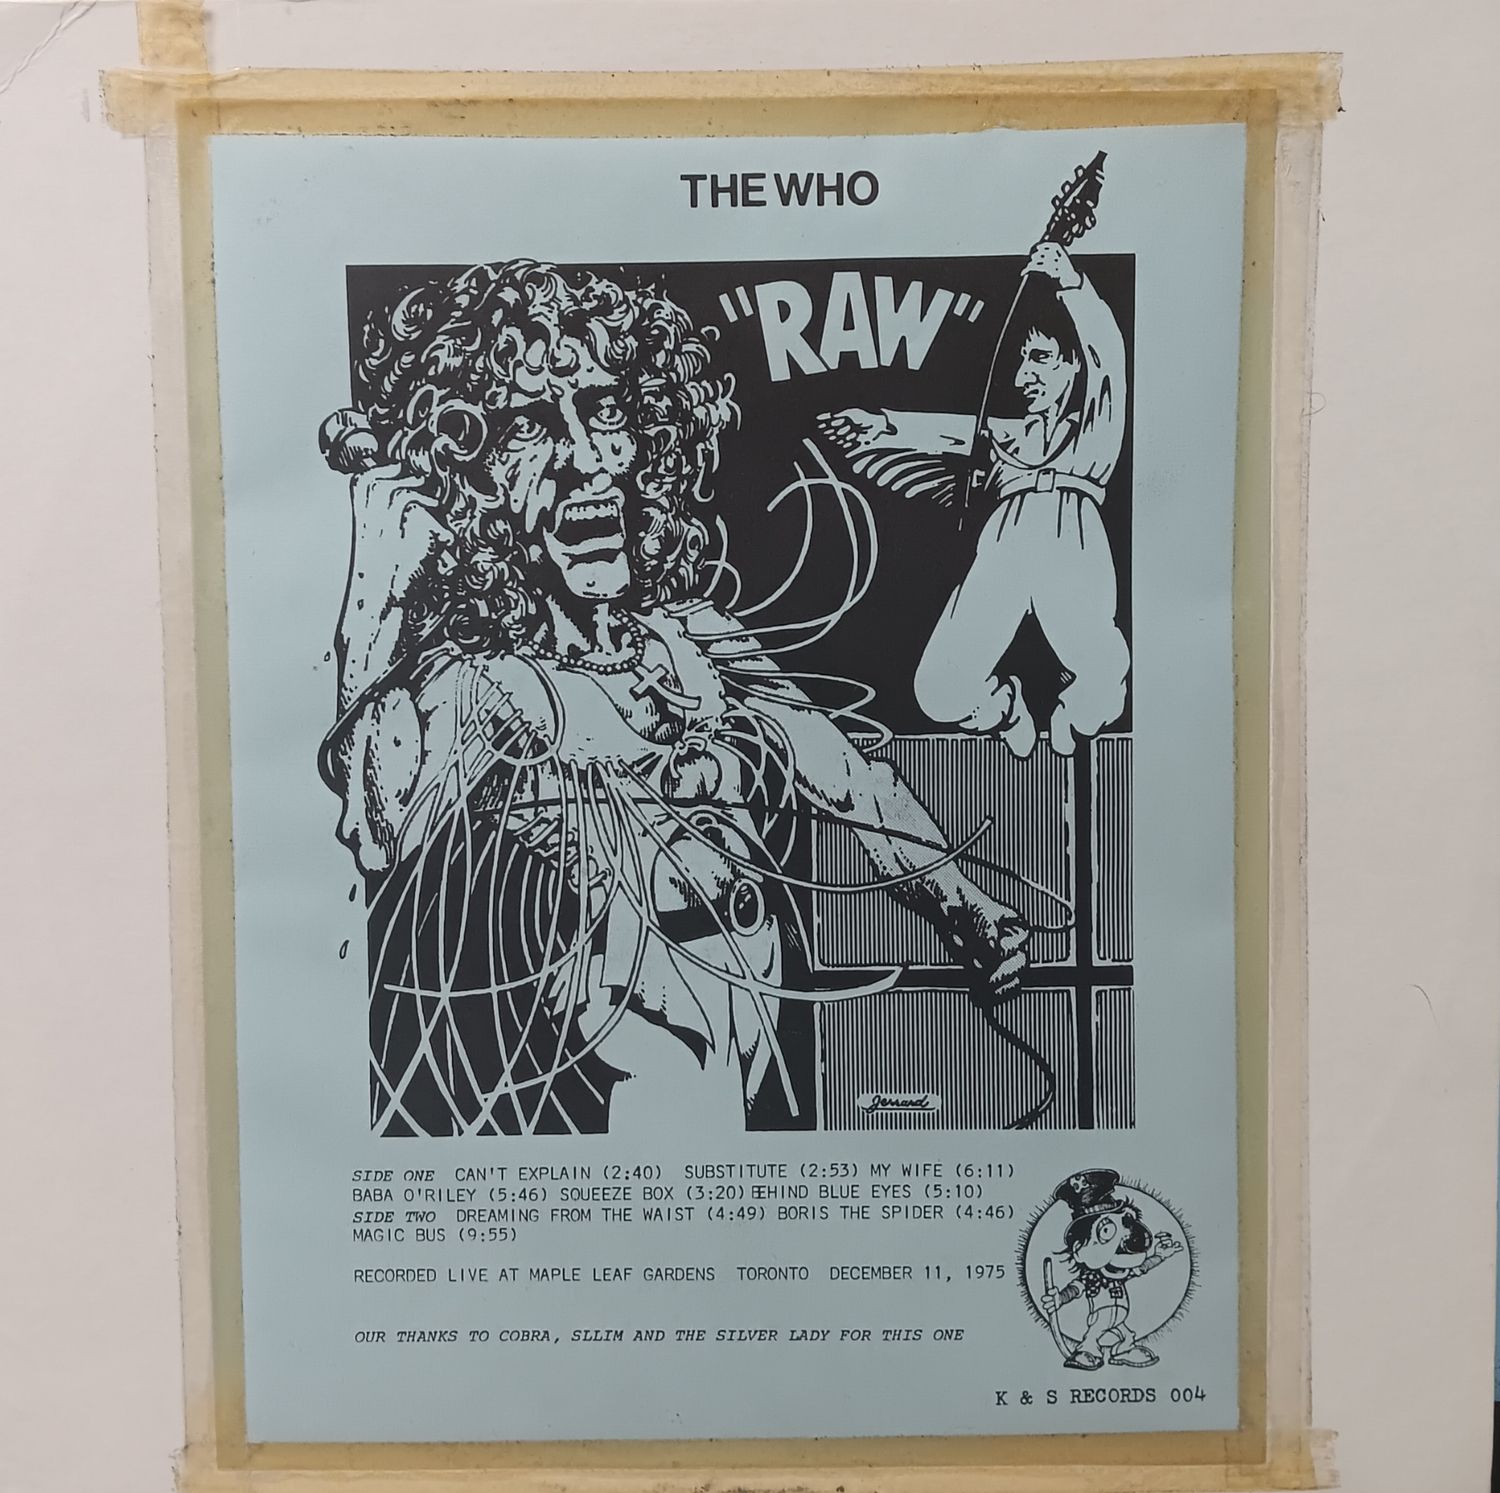 THE WHO
"RAW"
Jerrard
SIDE ONE CAN'T EXPLAIN (2:40) SUBSTITUTE (2:53) MY WIFE (6:11)
BABA O'RILEY (5:46) SQUEEZE BOX (3:20) BEHIND BLUE EYES (5:10)
SIDE TWO DREAMING FROM THE WAIST (4:49) BORIS THE SPIDER (4:46)
MAGIC BUS (9:55)
RECORDED LIVE AT MAPLE LEAF GARDENS TORONTO DECEMBER 11, 1975
OUR THANKS TO COBRA, SLLIM AND THE SILVER LADY FOR THIS ONE
K & S RECORDS 004